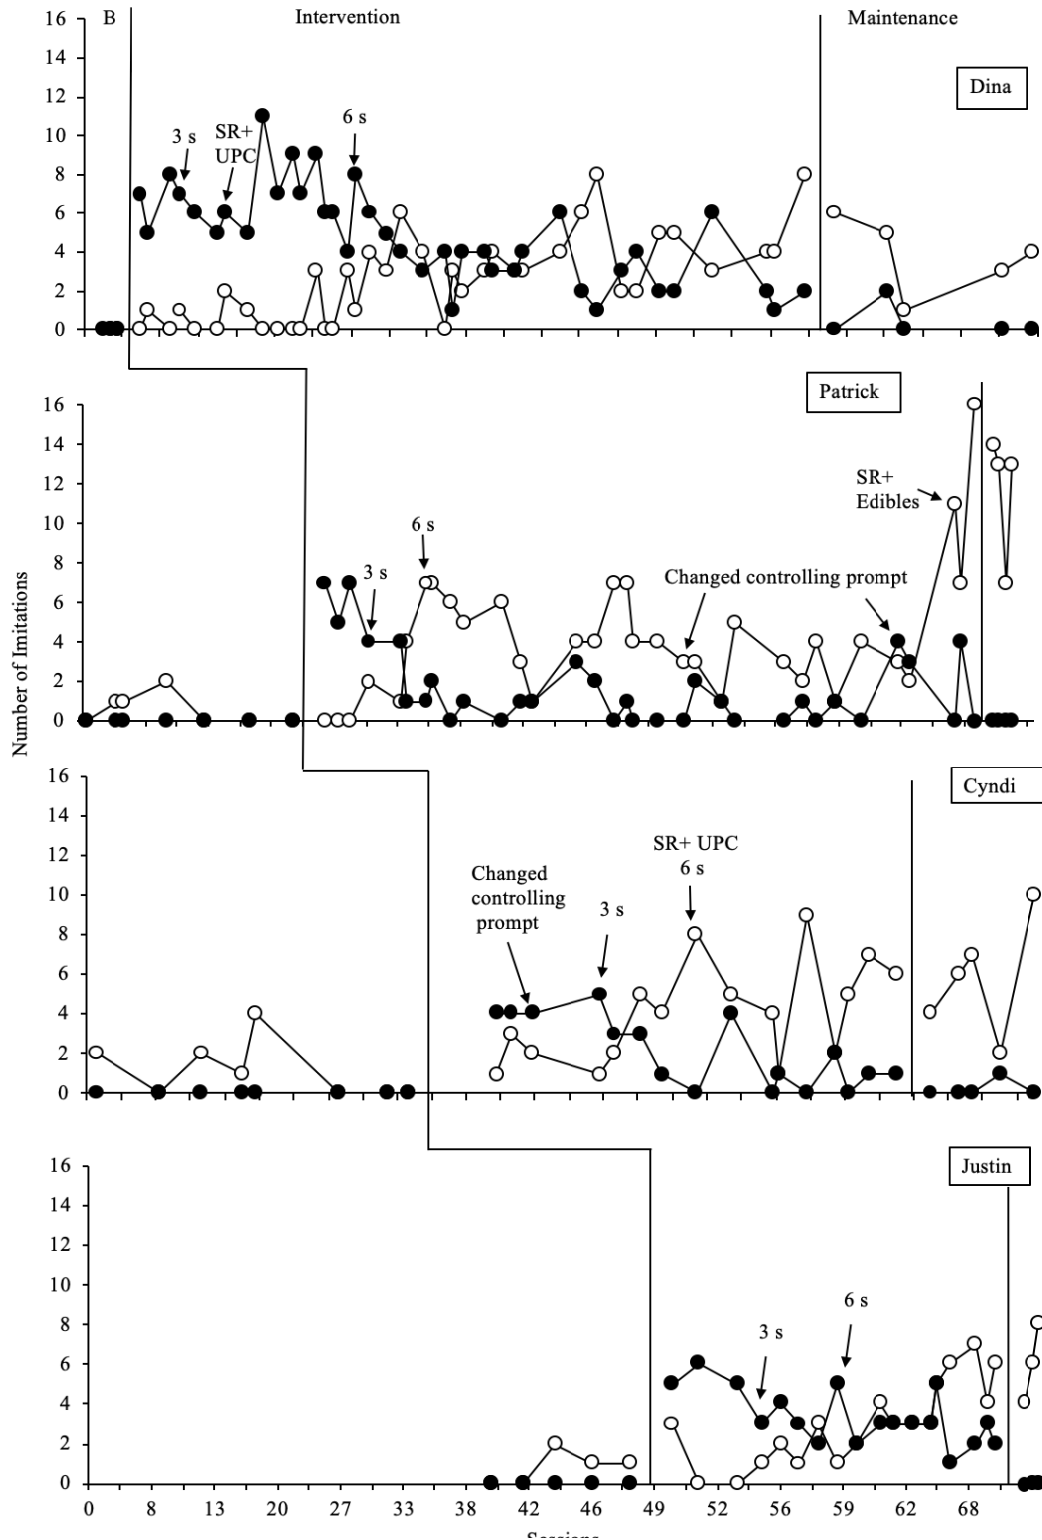 16 B Intervention Maintenance
14
Dina
12
10
3 s SR+ 6 s
UPC
8
6
4
2
0
Patrick
16
14
12
SR+
Edibles
10
6 s
8
3 s Changed controlling prompt
6
4
2
0
Number of Imitations
16
Cyndi
14
12
SR+ UPC
6 s
Changed
controlling
prompt
10
3 s
8
6
4
2
0
16
Justin
14
12
10
8
6 s
3 s
6
4
2
0
0 8 13 20 27 33 38 42 46 49 52 59 62 68
Sessions